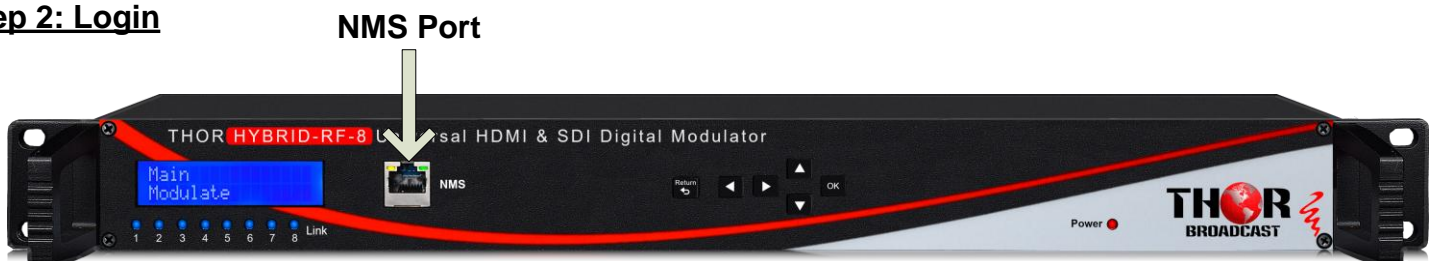 ep 2: Login
NMS Port
THOR HYBRID-RF-8 U rsal HDMI & SDI Digital Modulator
Main
Modulate
NMS
Return
OK
1 2 3 4 5 6 7 8 Link
Power
THOR
BROADCAST